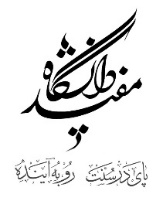 دانشگاه مفید
پای در سنت رو به آینده